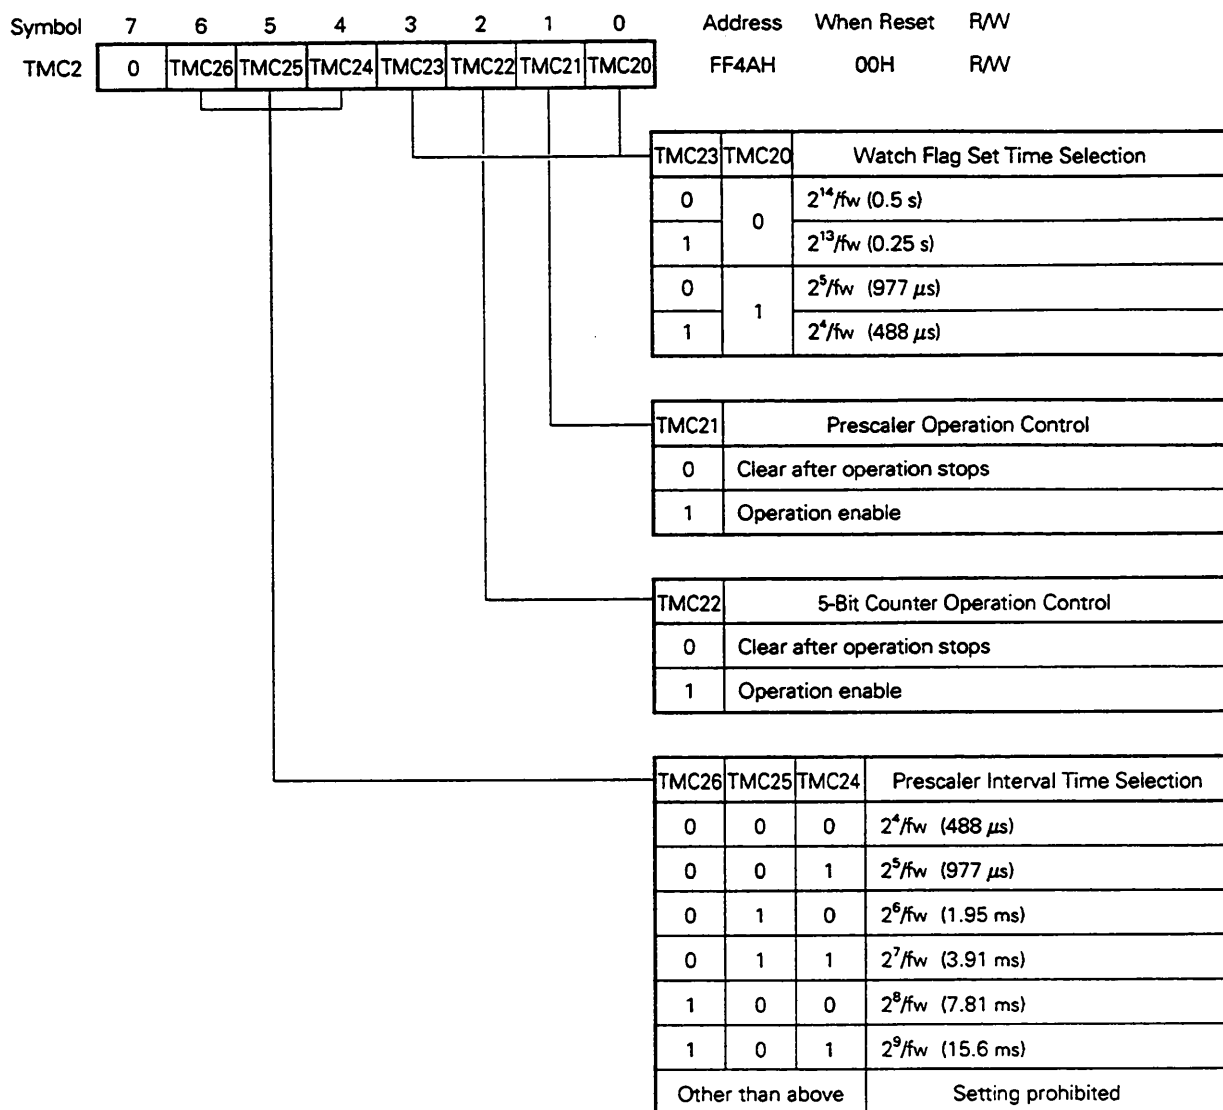 Symbol 7 6 5 4 3 2 1 0 Address When Reset R/W
TMC2 0 TMC26 TMC25 TMC24 TMC23 TMC22 TMC21 TMC20 FF4AH 00H R/W
TMC23 TMC20 Watch Flag Set Time Selection
0 0 2¹⁴/fw (0.5 s)
1 2¹³/fw (0.25 s)
0 1 2⁵/fw (977 μs)
1 2⁴/fw (488 μs)
TMC21 Prescaler Operation Control
0 Clear after operation stops
1 Operation enable
TMC22 5-Bit Counter Operation Control
0 Clear after operation stops
1 Operation enable
TMC26 TMC25 TMC24 Prescaler Interval Time Selection
0 0 0 2⁴/fw (488 μs)
0 0 1 2⁵/fw (977 μs)
0 1 0 2⁶/fw (1.95 ms)
0 1 1 2⁷/fw (3.91 ms)
1 0 0 2⁸/fw (7.81 ms)
1 0 1 2⁹/fw (15.6 ms)
Other than above Setting prohibited